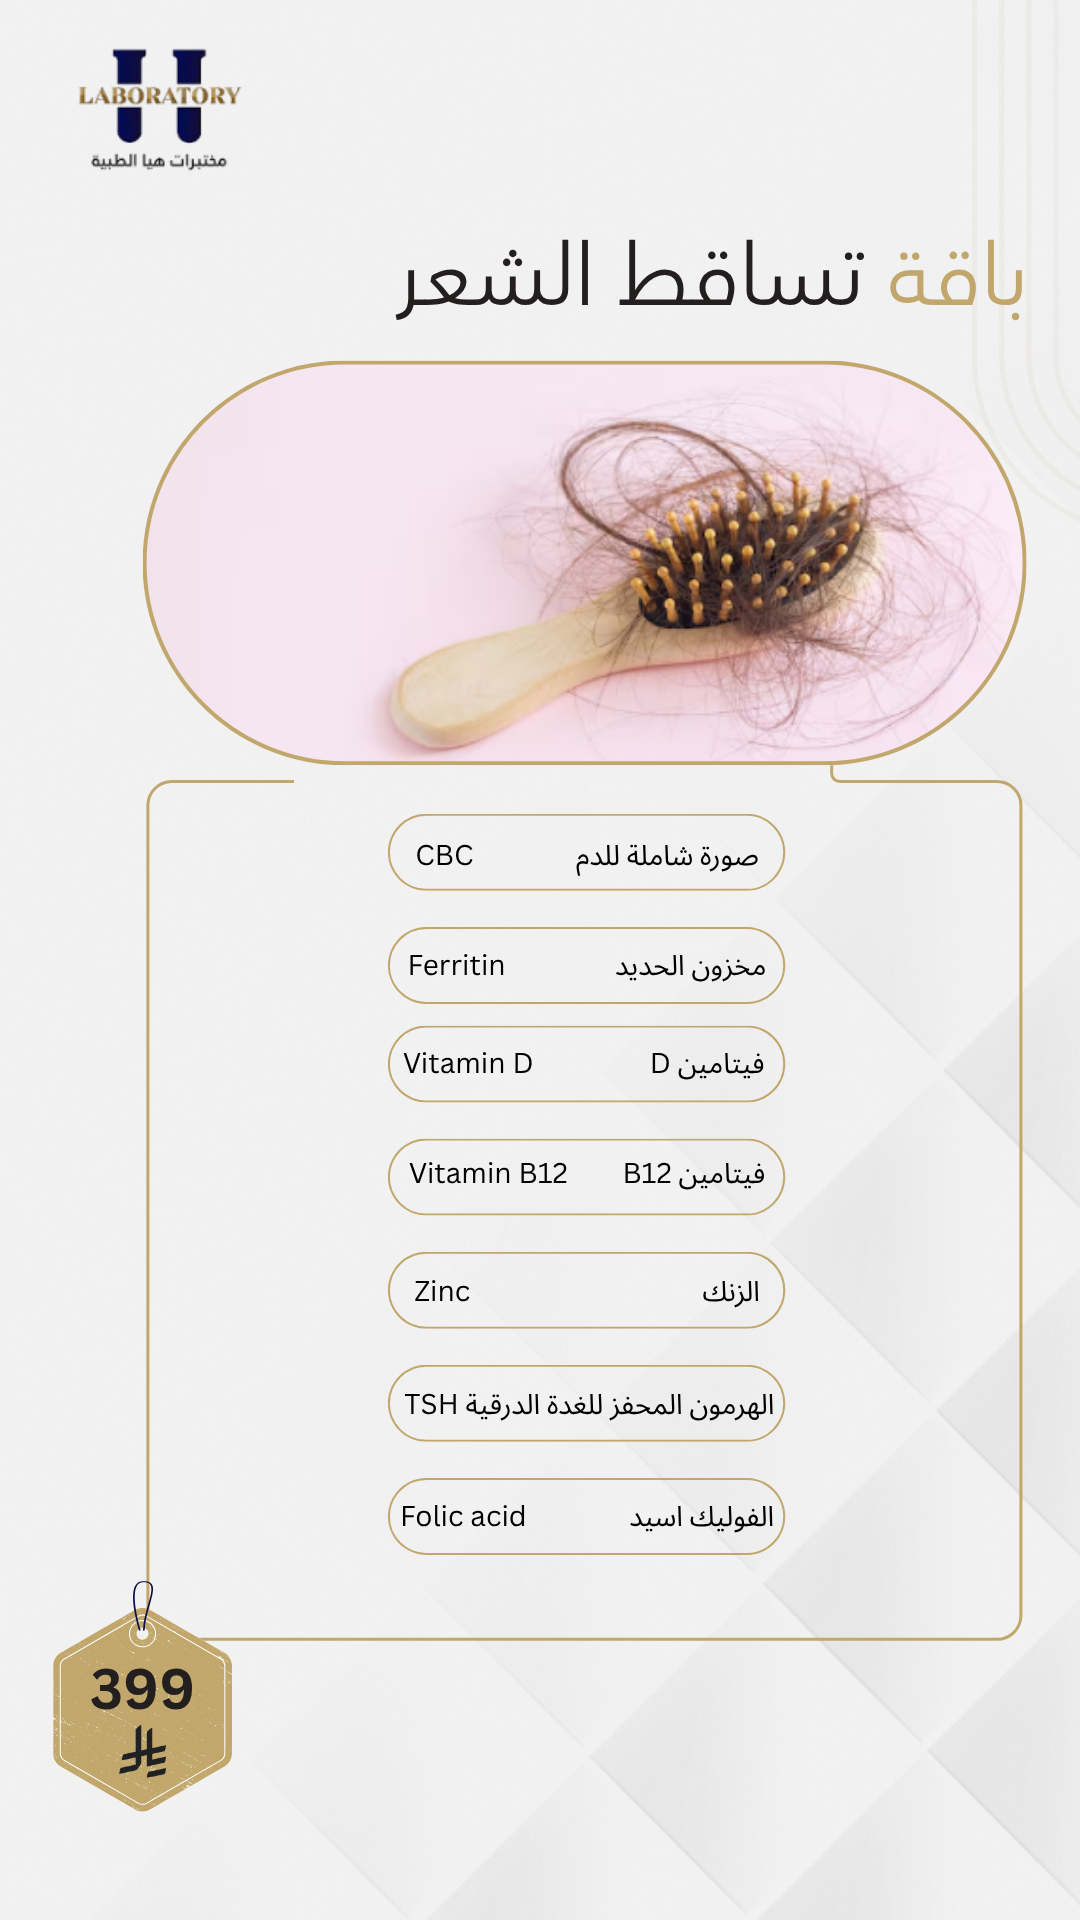 LABORATORY
مختبرات هيا الطبية
باقة تساقط الشعر
صورة شاملة للدم CBC
مخزون الحديد Ferritin
فيتامين D Vitamin D
فيتامين B12 Vitamin B12
الزنك Zinc
الهرمون المحفز للغدة الدرقية TSH
الفوليك اسيد Folic acid
399